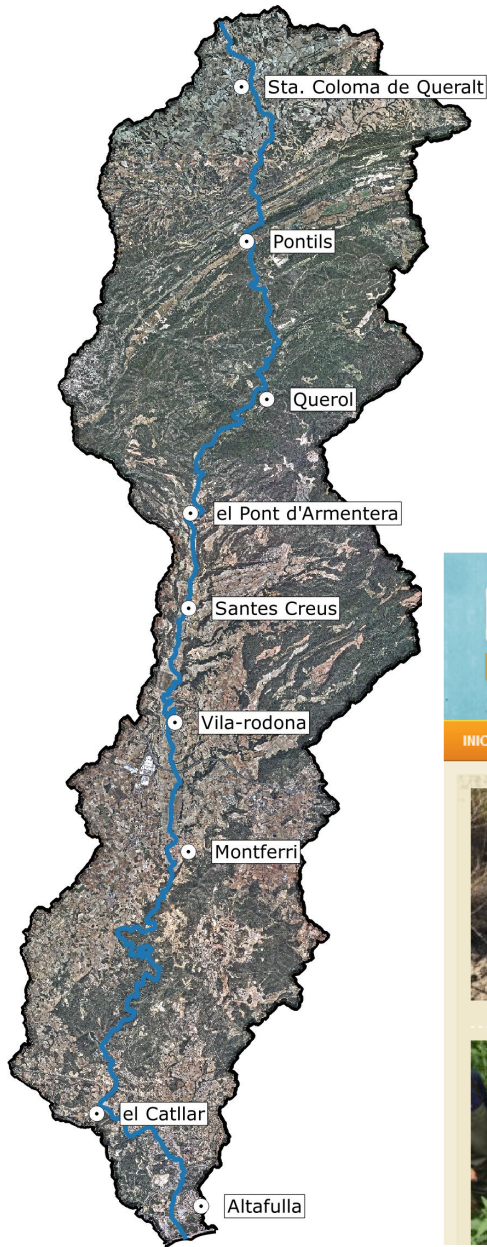 Sta. Coloma de Queralt
Pontils
Querol
el Pont d'Armentera
Santes Creus
Vila-rodona
Montferri
el Catllar
Altafulla